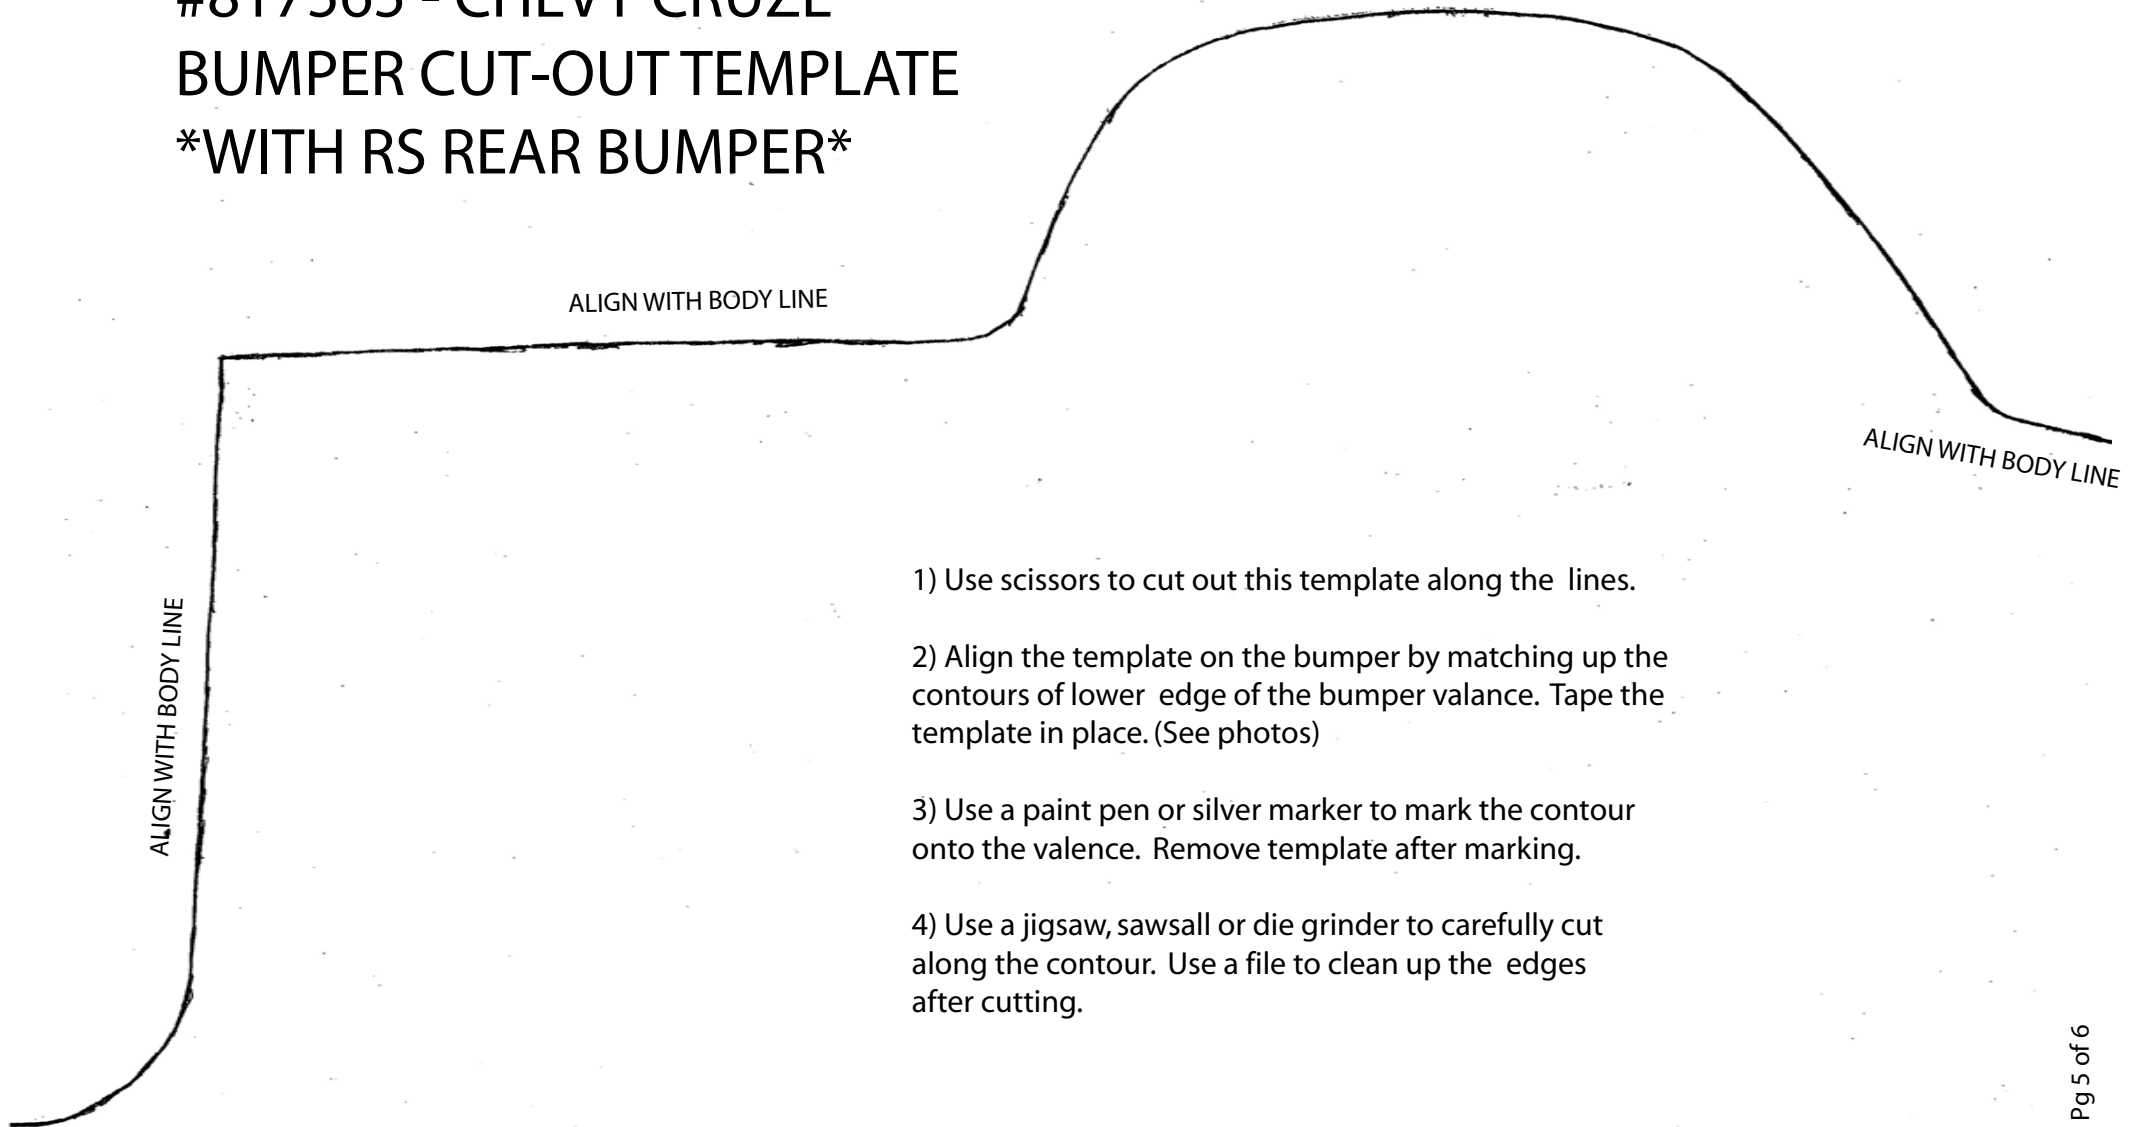 #817565 - CHEVY CRUZE
BUMPER CUT-OUT TEMPLATE
*WITH RS REAR BUMPER*
ALIGN WITH BODY LINE
ALIGN WITH BODY LINE
ALIGN WITH BODY LINE
1) Use scissors to cut out this template along the lines.
2) Align the template on the bumper by matching up the
contours of lower edge of the bumper valance. Tape the
template in place. (See photos)
3) Use a paint pen or silver marker to mark the contour
onto the valence. Remove template after marking.
4) Use a jigsaw, sawsall or die grinder to carefully cut
along the contour. Use a file to clean up the edges
after cutting.
Pg 5 of 6